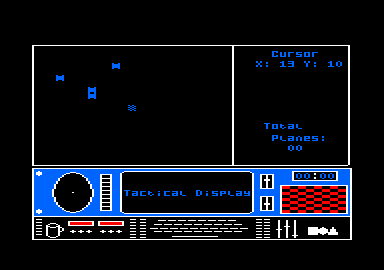 Cursor
X: 13 Y: 10
Total
Planes:
00
00:00
Tactical Display